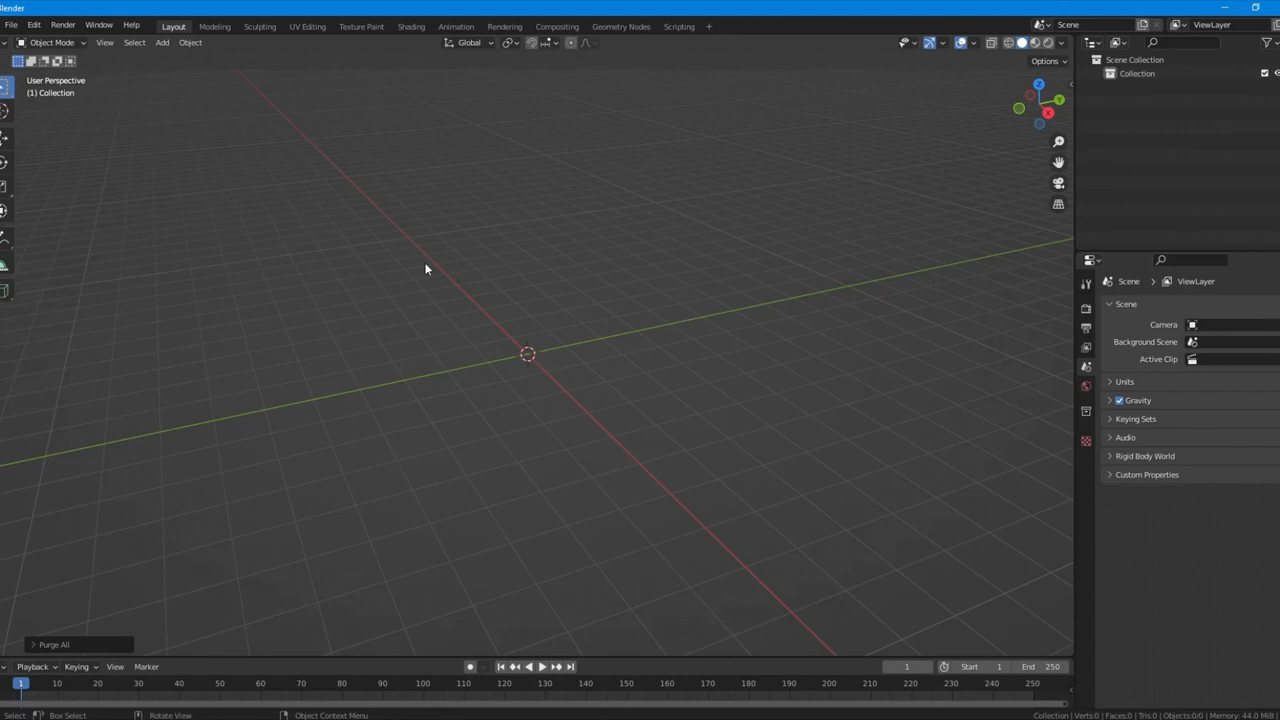 Blender
File Edit Render Window Help Layout Modeling Sculpting UV Editing Texture Paint Shading Animation Rendering Compositing Geometry Nodes Scripting + Scene ViewLayer
Object Mode View Select Add Object Global
Options
User Perspective
(1) Collection
Z
Y
X
Scene Collection
Collection
Scene > ViewLayer
Scene
Camera
Background Scene
Active Clip
Units
Gravity
Keying Sets
Audio
Rigid Body World
Custom Properties
Purge All
Playback Keying View Marker 1 Start 1 End 250
1 10 20 30 40 50 60 70 80 90 100 110 120 130 140 150 160 170 180 190 200 210 220 230 240 250
Select Box Select Rotate View Object Context Menu Collection | Verts:0 | Faces:0 | Tris:0 | Objects:0/0 | Memory: 44.0 MiB